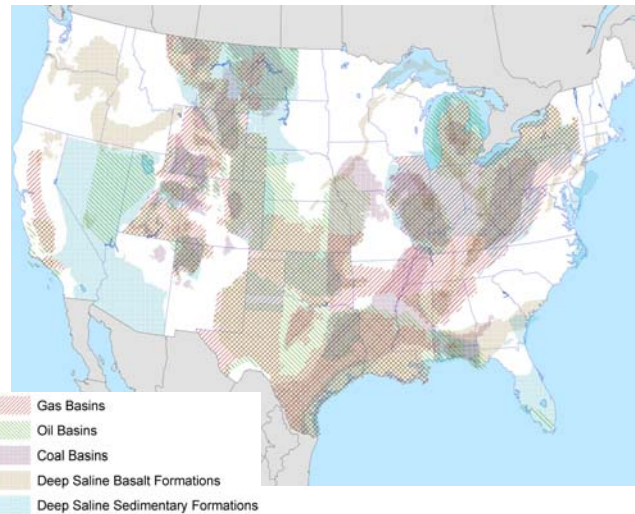 Gas Basins
Oil Basins
Coal Basins
Deep Saline Basalt Formations
Deep Saline Sedimentary Formations